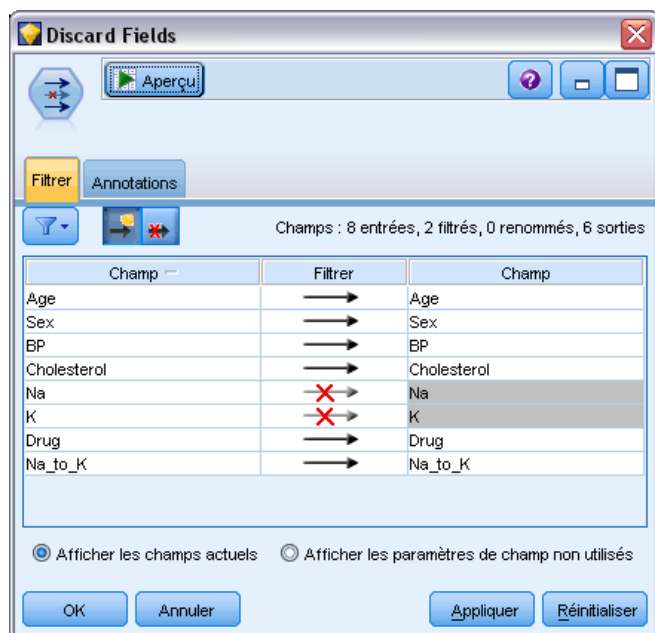 Discard Fields
Aperçu
Filtrer Annotations
Champs : 8 entrées, 2 filtrés, 0 renommés, 6 sorties
Champ Filtrer Champ
Age Age
Sex Sex
BP BP
Cholesterol Cholesterol
Na Na
K K
Drug Drug
Na_to_K Na_to_K
Afficher les champs actuels Afficher les paramètres de champ non utilisés
OK Annuler Appliquer Réinitialiser